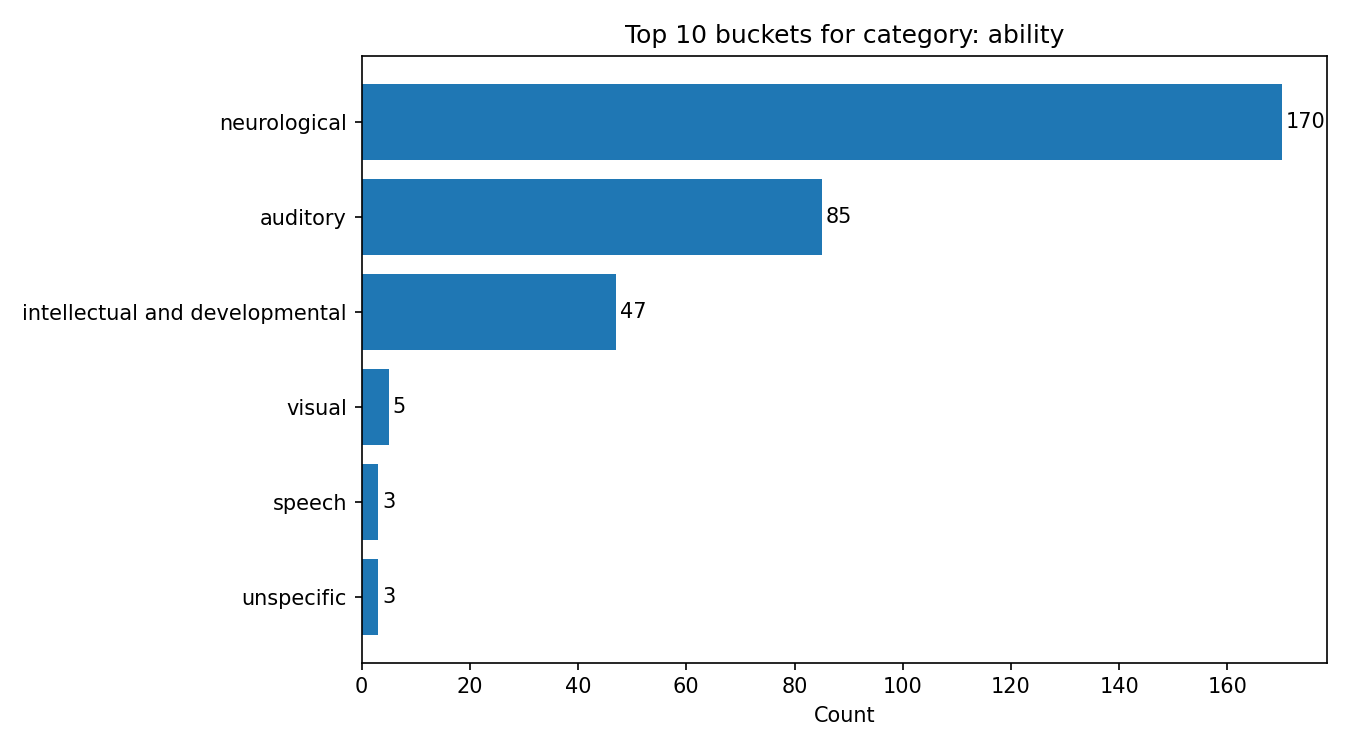 Top 10 buckets for category: ability
neurological
170
auditory
85
intellectual and developmental
47
visual
5
speech
3
unspecific
3
0 20 40 60 80 100 120 140 160
Count